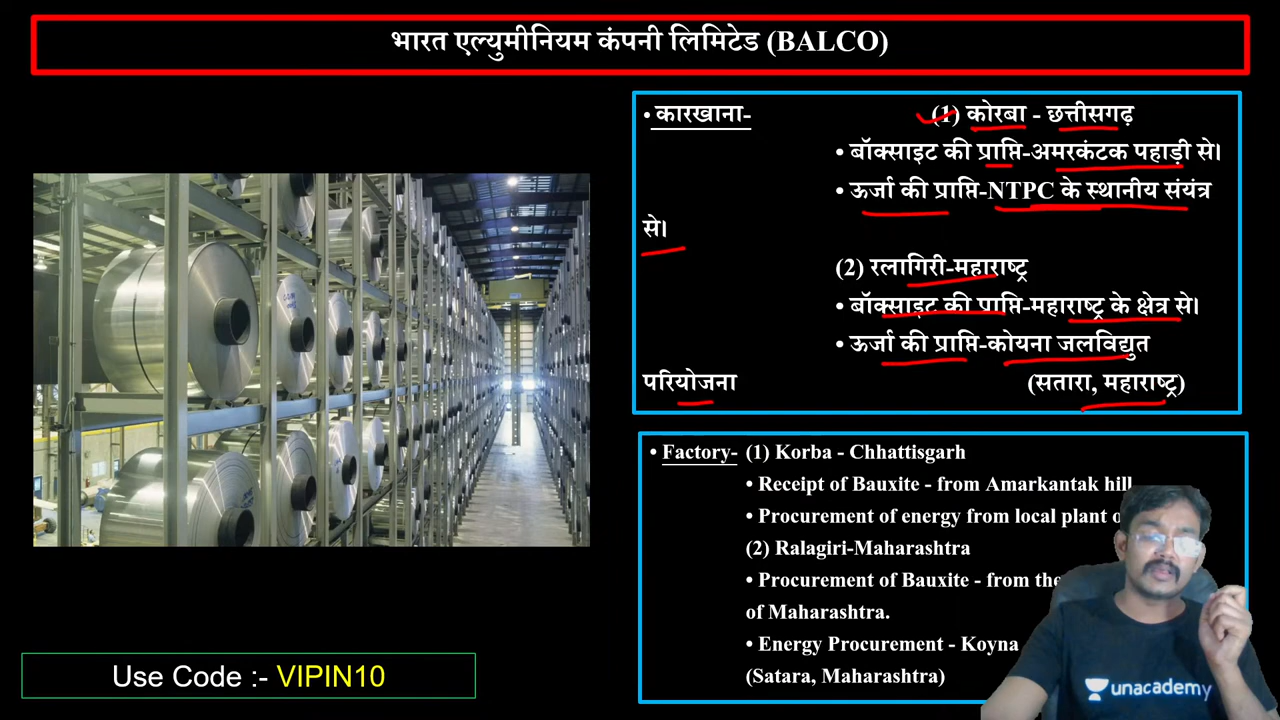 भारत एल्युमीनियम कंपनी लिमिटेड (BALCO)
• कारखाना- (1) कोरबा - छत्तीसगढ़
• बॉक्साइट की प्राप्ति-अमरकंटक पहाड़ी से।
• ऊर्जा की प्राप्ति-NTPC के स्थानीय संयंत्र
से।
(2) रलागिरी-महाराष्ट्र
• बॉक्साइट की प्राप्ति-महाराष्ट्र के क्षेत्र से।
• ऊर्जा की प्राप्ति-कोयना जलविद्युत
परियोजना (सतारा, महाराष्ट्र)
• Factory- (1) Korba - Chhattisgarh
• Receipt of Bauxite - from Amarkantak hill
• Procurement of energy from local plant
(2) Ralagiri-Maharashtra
• Procurement of Bauxite - from the
of Maharashtra.
• Energy Procurement - Koyna
(Satara, Maharashtra)
Use Code :- VIPIN10
unacademy